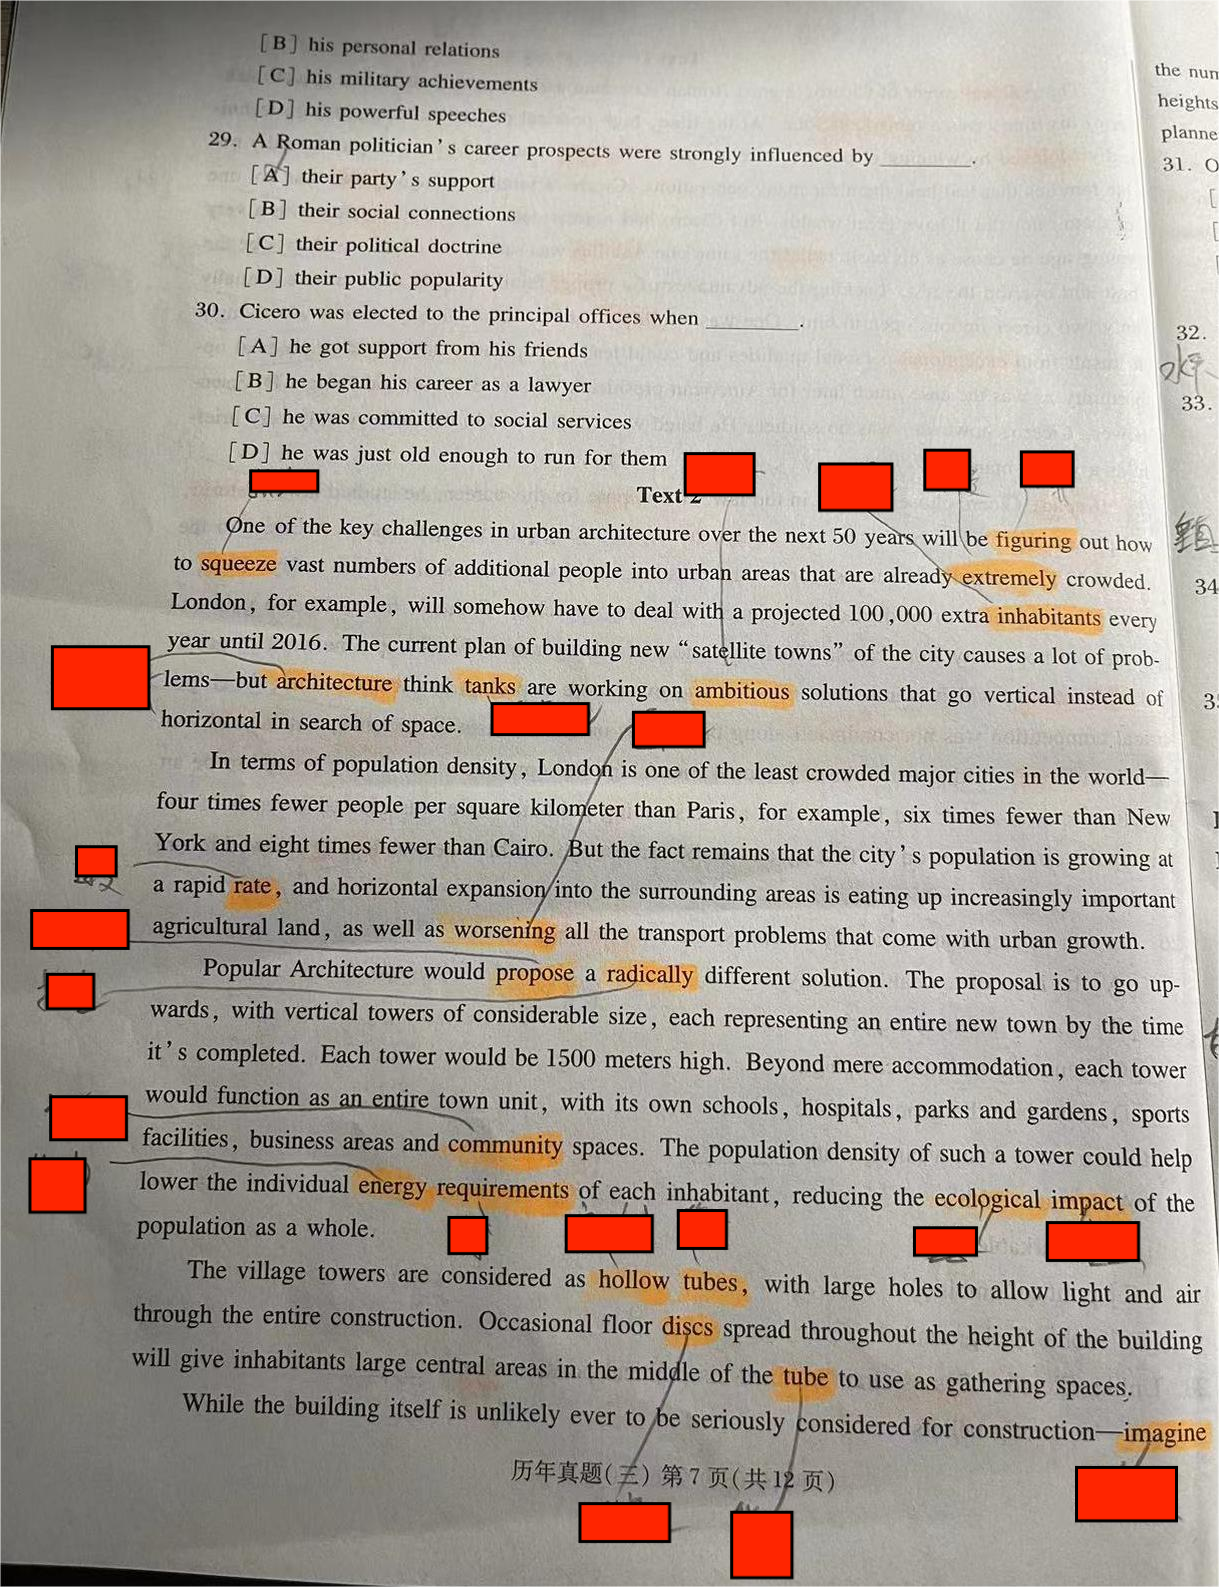 [B] his personal relations
[C] his military achievements
[D] his powerful speeches
29. A Roman politician's career prospects were strongly influenced by ________.
[A] their party's support
[B] their social connections
[C] their political doctrine
[D] their public popularity
30. Cicero was elected to the principal offices when ________.
[A] he got support from his friends
[B] he began his career as a lawyer
[C] he was committed to social services
[D] he was just old enough to run for them
Text 2
One of the key challenges in urban architecture over the next 50 years will be figuring out how
to squeeze vast numbers of additional people into urban areas that are already extremely crowded.
London, for example, will somehow have to deal with a projected 100,000 extra inhabitants every
year until 2016. The current plan of building new "satellite towns" of the city causes a lot of prob-
lems—but architecture think tanks are working on ambitious solutions that go vertical instead of
horizontal in search of space.
In terms of population density, London is one of the least crowded major cities in the world—
four times fewer people per square kilometer than Paris, for example, six times fewer than New
York and eight times fewer than Cairo. But the fact remains that the city's population is growing at
a rapid rate, and horizontal expansion into the surrounding areas is eating up increasingly important
agricultural land, as well as worsening all the transport problems that come with urban growth.
Popular Architecture would propose a radically different solution. The proposal is to go up-
wards, with vertical towers of considerable size, each representing an entire new town by the time
it's completed. Each tower would be 1500 meters high. Beyond mere accommodation, each tower
would function as an entire town unit, with its own schools, hospitals, parks and gardens, sports
facilities, business areas and community spaces. The population density of such a tower could help
lower the individual energy requirements of each inhabitant, reducing the ecological impact of the
population as a whole.
The village towers are considered as hollow tubes, with large holes to allow light and air
through the entire construction. Occasional floor discs spread throughout the height of the building
will give inhabitants large central areas in the middle of the tube to use as gathering spaces.
While the building itself is unlikely ever to be seriously considered for construction—imagine
历年真题(三) 第7页(共12页)
the num
heights
planne
31. O
32.
33.
34